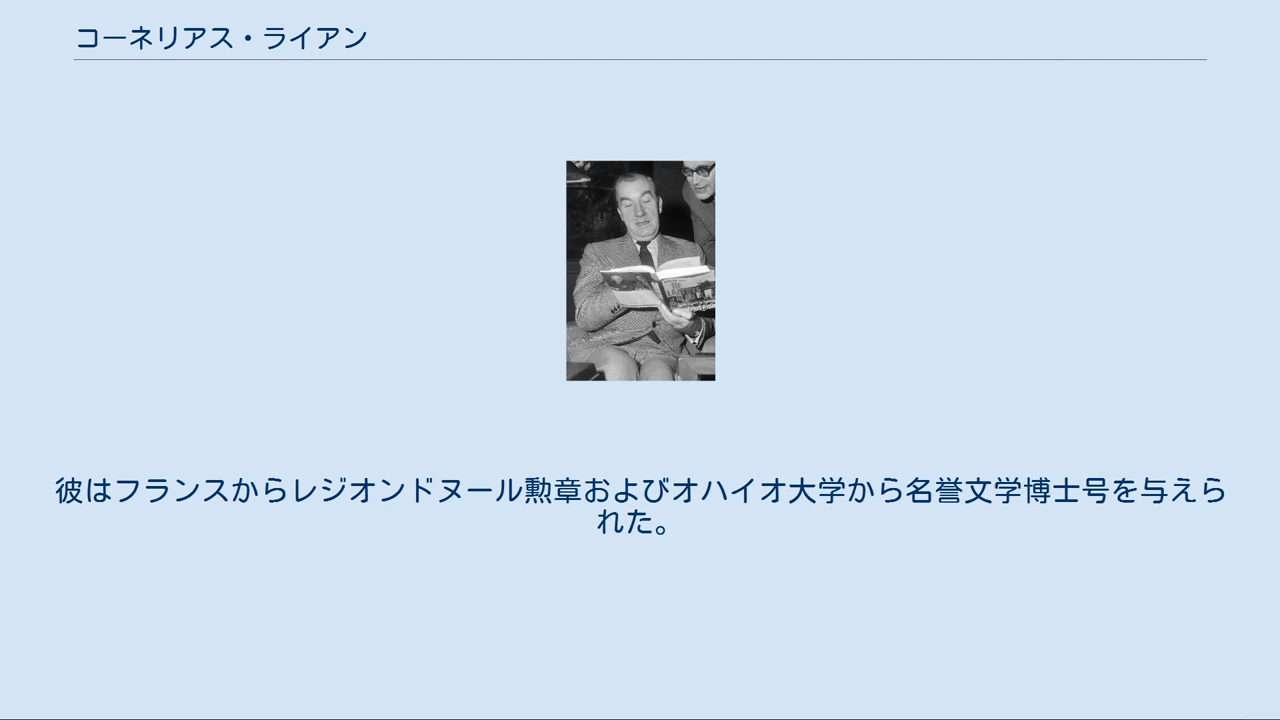 コーネリアス・ライアン
彼はフランスからレジオンドヌール勲章およびオハイオ大学から名誉文学博士号を与えら
れた。